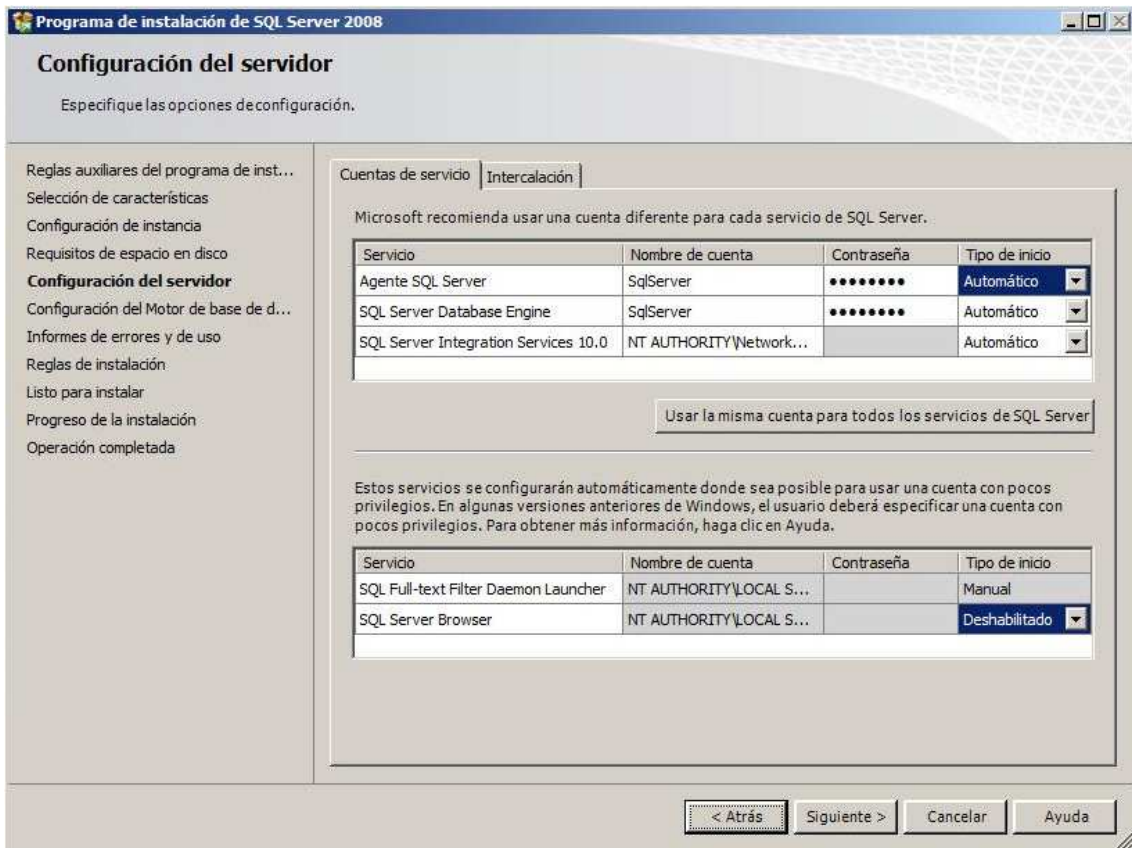 Programa de instalación de SQL Server 2008
Configuración del servidor
Especifique las opciones de configuración.
Reglas auxiliares del programa de inst...
Selección de características
Configuración de instancia
Requisitos de espacio en disco
Configuración del servidor
Configuración del Motor de base de d...
Informes de errores y de uso
Reglas de instalación
Listo para instalar
Progreso de la instalación
Operación completada
Cuentas de servicio Intercalación
Microsoft recomienda usar una cuenta diferente para cada servicio de SQL Server.
Servicio Nombre de cuenta Contraseña Tipo de inicio
Agente SQL Server SqlServer ●●●●●●●● Automático
SQL Server Database Engine SqlServer ●●●●●●●● Automático
SQL Server Integration Services 10.0 NT AUTHORITY\Network... Automático
Usar la misma cuenta para todos los servicios de SQL Server
Estos servicios se configurarán automáticamente donde sea posible para usar una cuenta con pocos
privilegios. En algunas versiones anteriores de Windows, el usuario deberá especificar una cuenta con
pocos privilegios. Para obtener más información, haga clic en Ayuda.
Servicio Nombre de cuenta Contraseña Tipo de inicio
SQL Full-text Filter Daemon Launcher NT AUTHORITY\LOCAL S... Manual
SQL Server Browser NT AUTHORITY\LOCAL S... Deshabilitado
< Atrás Siguiente > Cancelar Ayuda